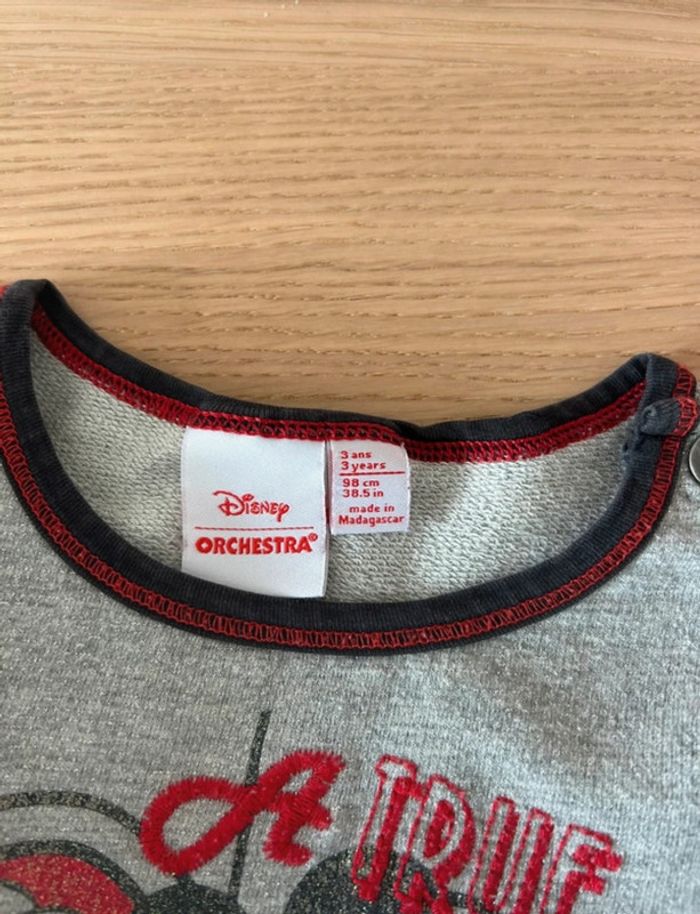 Disney
ORCHESTRA®
3 ans
3 years
98 cm
38.5 in
made in
Madagascar
A TRUE